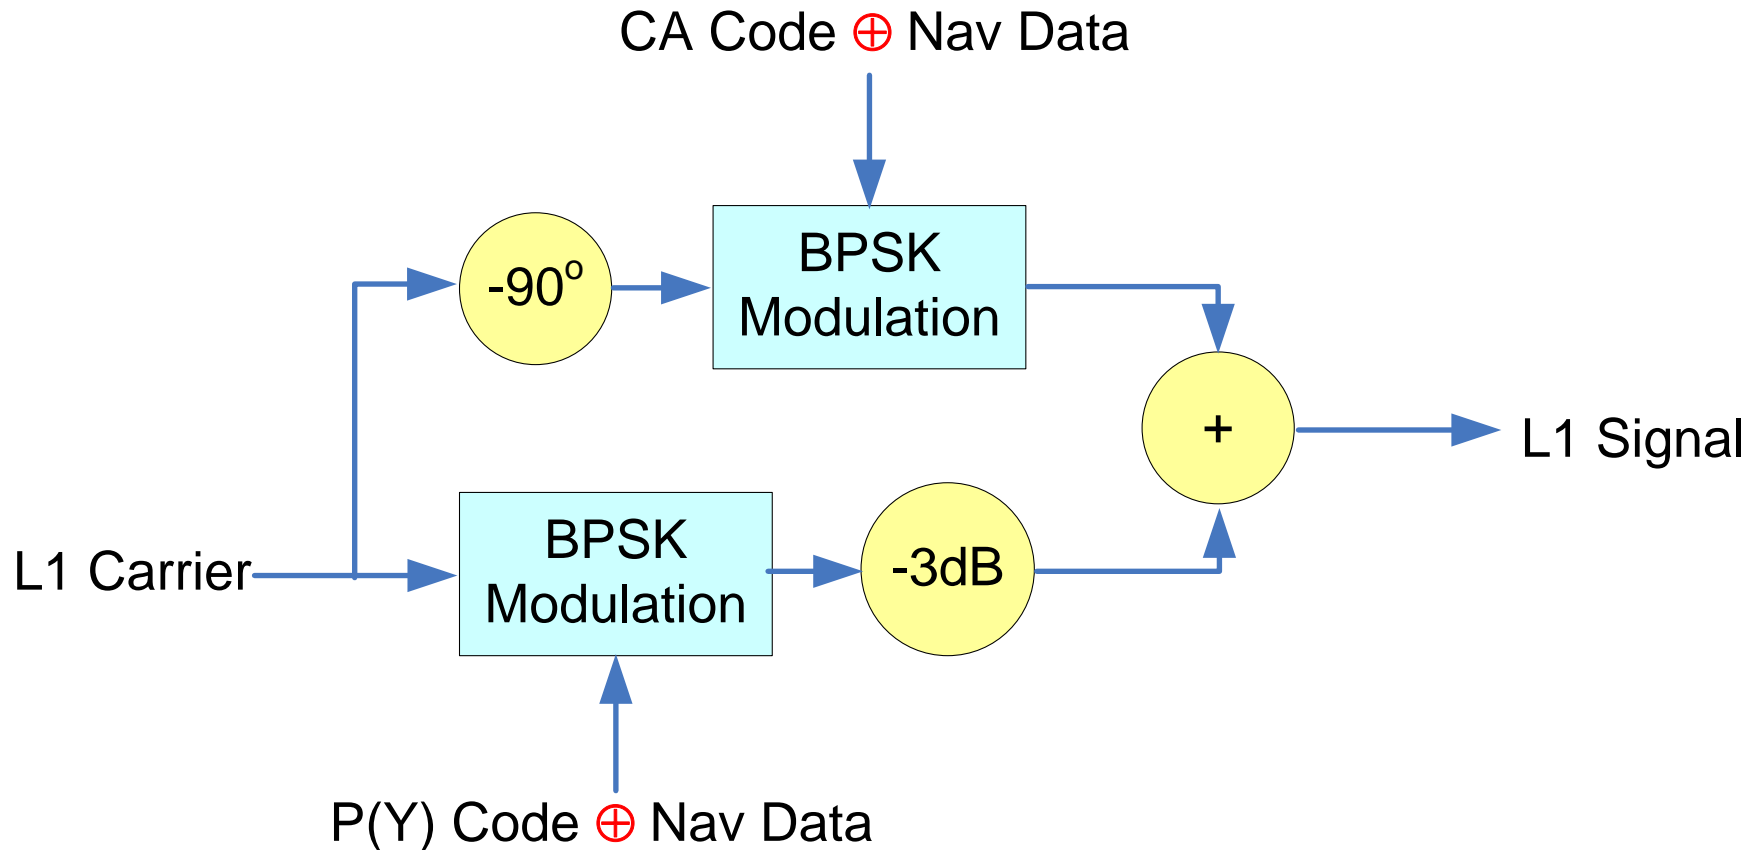 CA Code ⊕ Nav Data
-90°
BPSK
Modulation
+
L1 Signal
L1 Carrier
BPSK
Modulation
-3dB
P(Y) Code ⊕ Nav Data